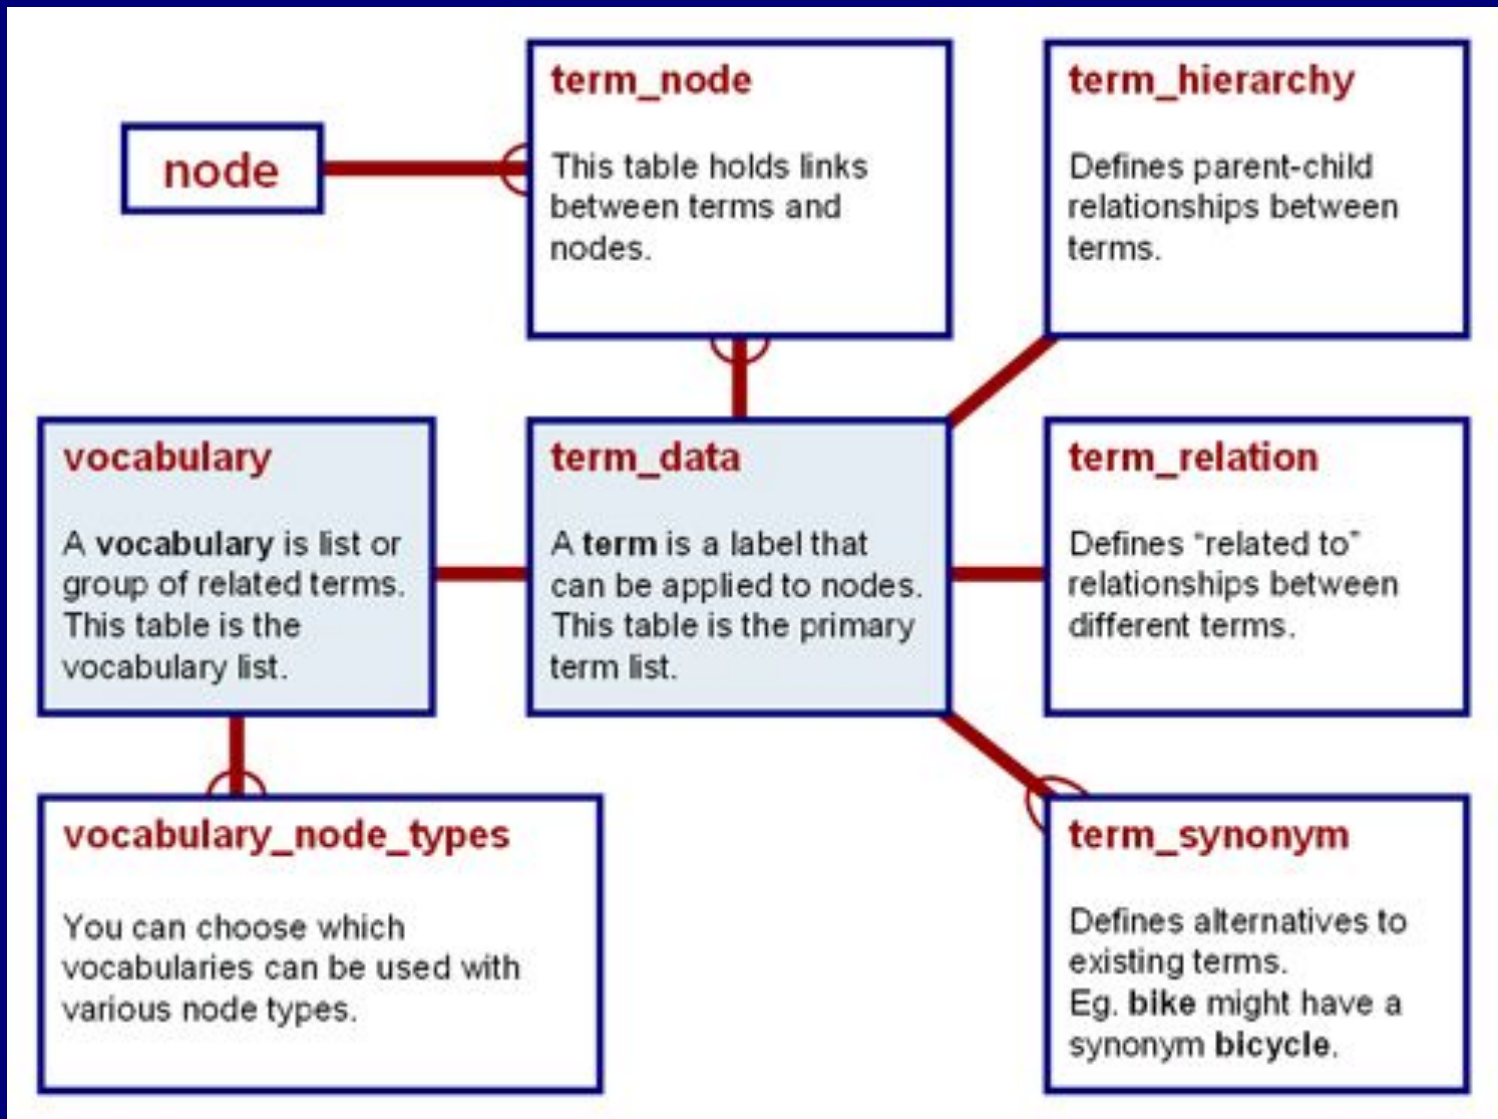 node
term_node
This table holds links
between terms and
nodes.
term_hierarchy
Defines parent-child
relationships between
terms.
vocabulary
A vocabulary is list or
group of related terms.
This table is the
vocabulary list.
term_data
A term is a label that
can be applied to nodes.
This table is the primary
term list.
term_relation
Defines “related to”
relationships between
different terms.
vocabulary_node_types
You can choose which
vocabularies can be used with
various node types.
term_synonym
Defines alternatives to
existing terms.
Eg. bike might have a
synonym bicycle.